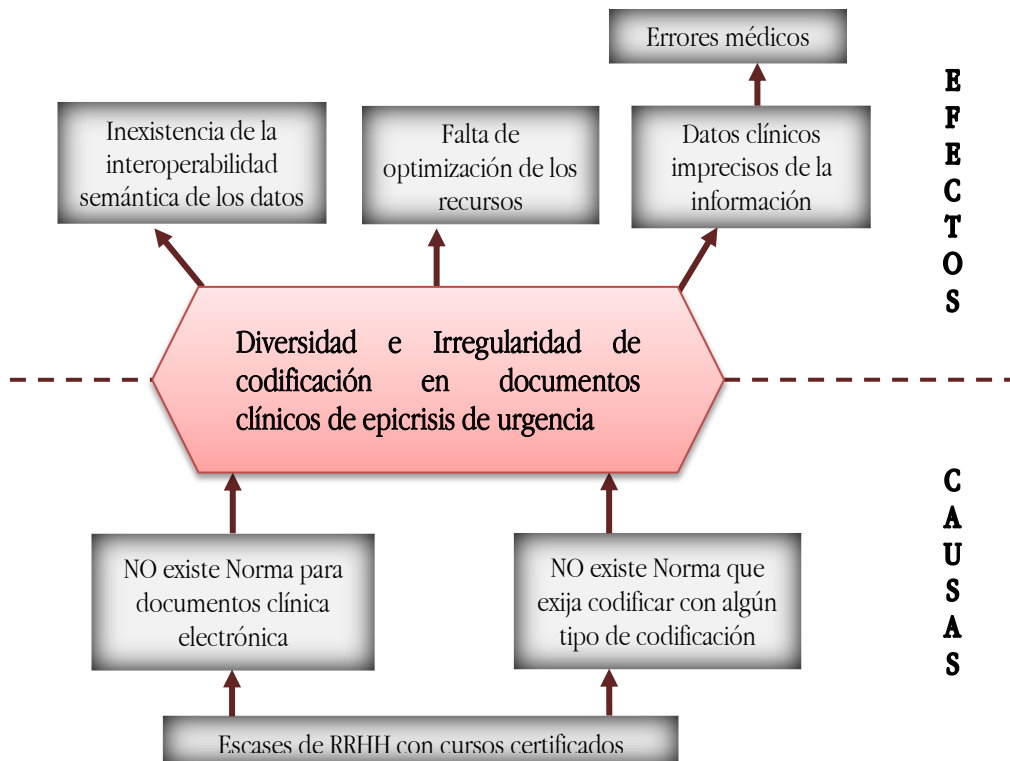 Errores médicos
Inexistencia de la
interoperabilidad
semántica de los datos
Falta de
optimización de los
recursos
Datos clínicos
imprecisos de la
información
EFECTOS
Diversidad e Irregularidad de
codificación en documentos
clínicos de epicrisis de urgencia
CAUSAS
NO existe Norma para
documentos clínica
electrónica
NO existe Norma que
exija codificar con algún
tipo de codificación
Escases de RRHH con cursos certificados